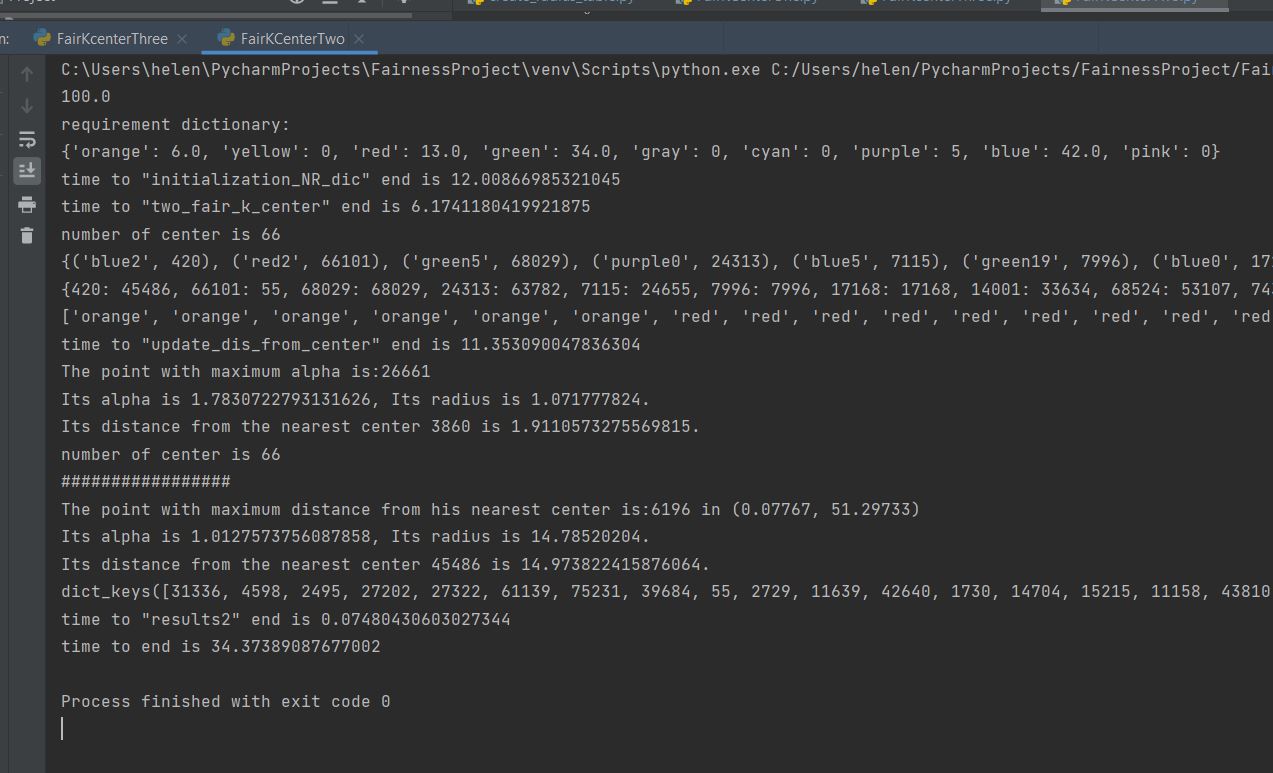 Project
create_radius_table.py
n:
FairKcenterThree
FairKCenterTwo
C:\Users\helen\PycharmProjects\FairnessProject\venv\Scripts\python.exe C:/Users/helen/PycharmProjects/FairnessProject/Fai
100.0
requirement dictionary:
{'orange': 6.0, 'yellow': 0, 'red': 13.0, 'green': 34.0, 'gray': 0, 'cyan': 0, 'purple': 5, 'blue': 42.0, 'pink': 0}
time to "initialization_NR_dic" end is 12.00866985321045
time to "two_fair_k_center" end is 6.1741180419921875
number of center is 66
{('blue2', 420), ('red2', 66101), ('green5', 68029), ('purple0', 24313), ('blue5', 7115), ('green19', 7996), ('blue0', 17
{420: 45486, 66101: 55, 68029: 68029, 24313: 63782, 7115: 24655, 7996: 7996, 17168: 17168, 14001: 33634, 68524: 53107, 743
['orange', 'orange', 'orange', 'orange', 'orange', 'orange', 'red', 'red', 'red', 'red', 'red', 'red', 'red', 'red', 'red
time to "update_dis_from_center" end is 11.353090047836304
The point with maximum alpha is:26661
Its alpha is 1.7830722793131626, Its radius is 1.071777824.
Its distance from the nearest center 3860 is 1.9110573275569815.
number of center is 66
#################
The point with maximum distance from his nearest center is:6196 in (0.07767, 51.29733)
Its alpha is 1.0127573756087858, Its radius is 14.78520204.
Its distance from the nearest center 45486 is 14.973822415876064.
dict_keys([31336, 4598, 2495, 27202, 27322, 61139, 75231, 39684, 55, 2729, 11639, 42640, 1730, 14704, 15215, 11158, 43810
time to "results2" end is 0.07480430603027344
time to end is 34.37389087677002
Process finished with exit code 0